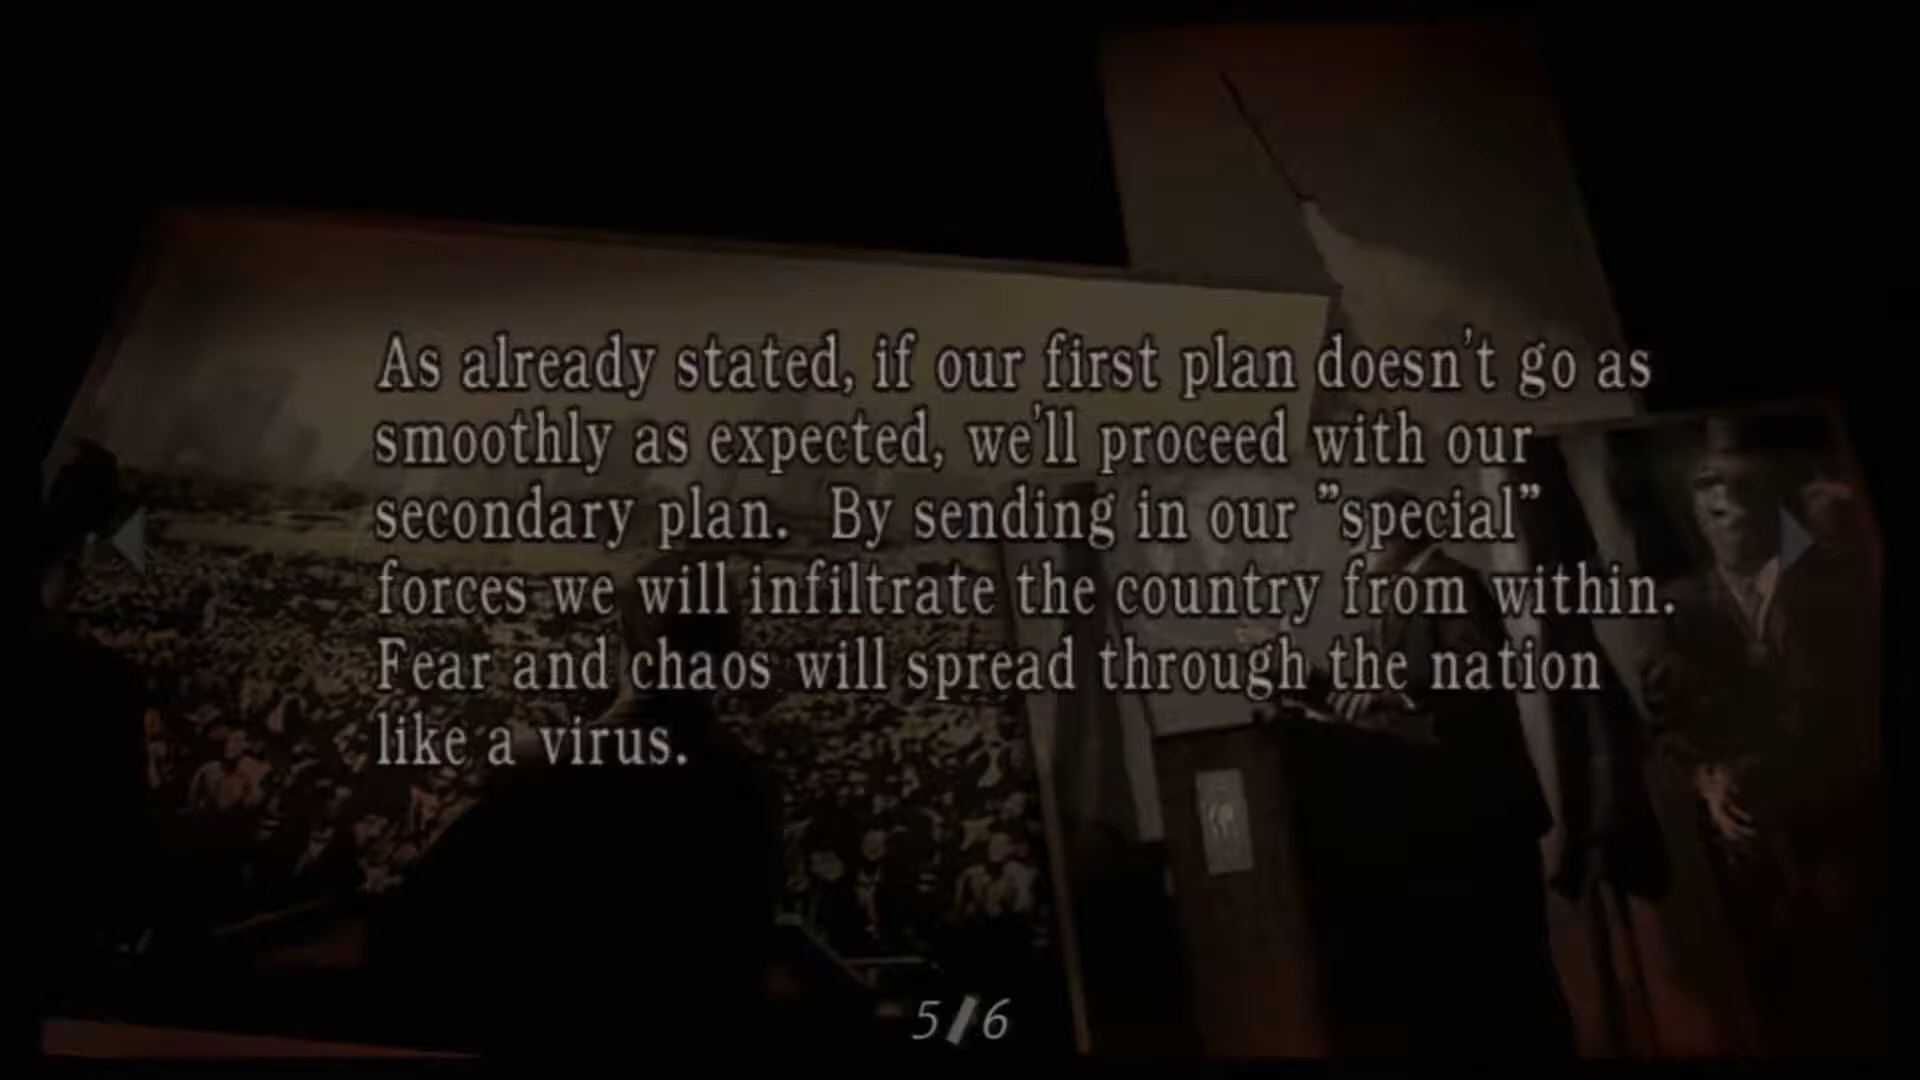 As already stated, if our first plan doesn't go as
smoothly as expected, we'll proceed with our
secondary plan. By sending in our "special"
forces we will infiltrate the country from within.
Fear and chaos will spread through the nation
like a virus.
5/6